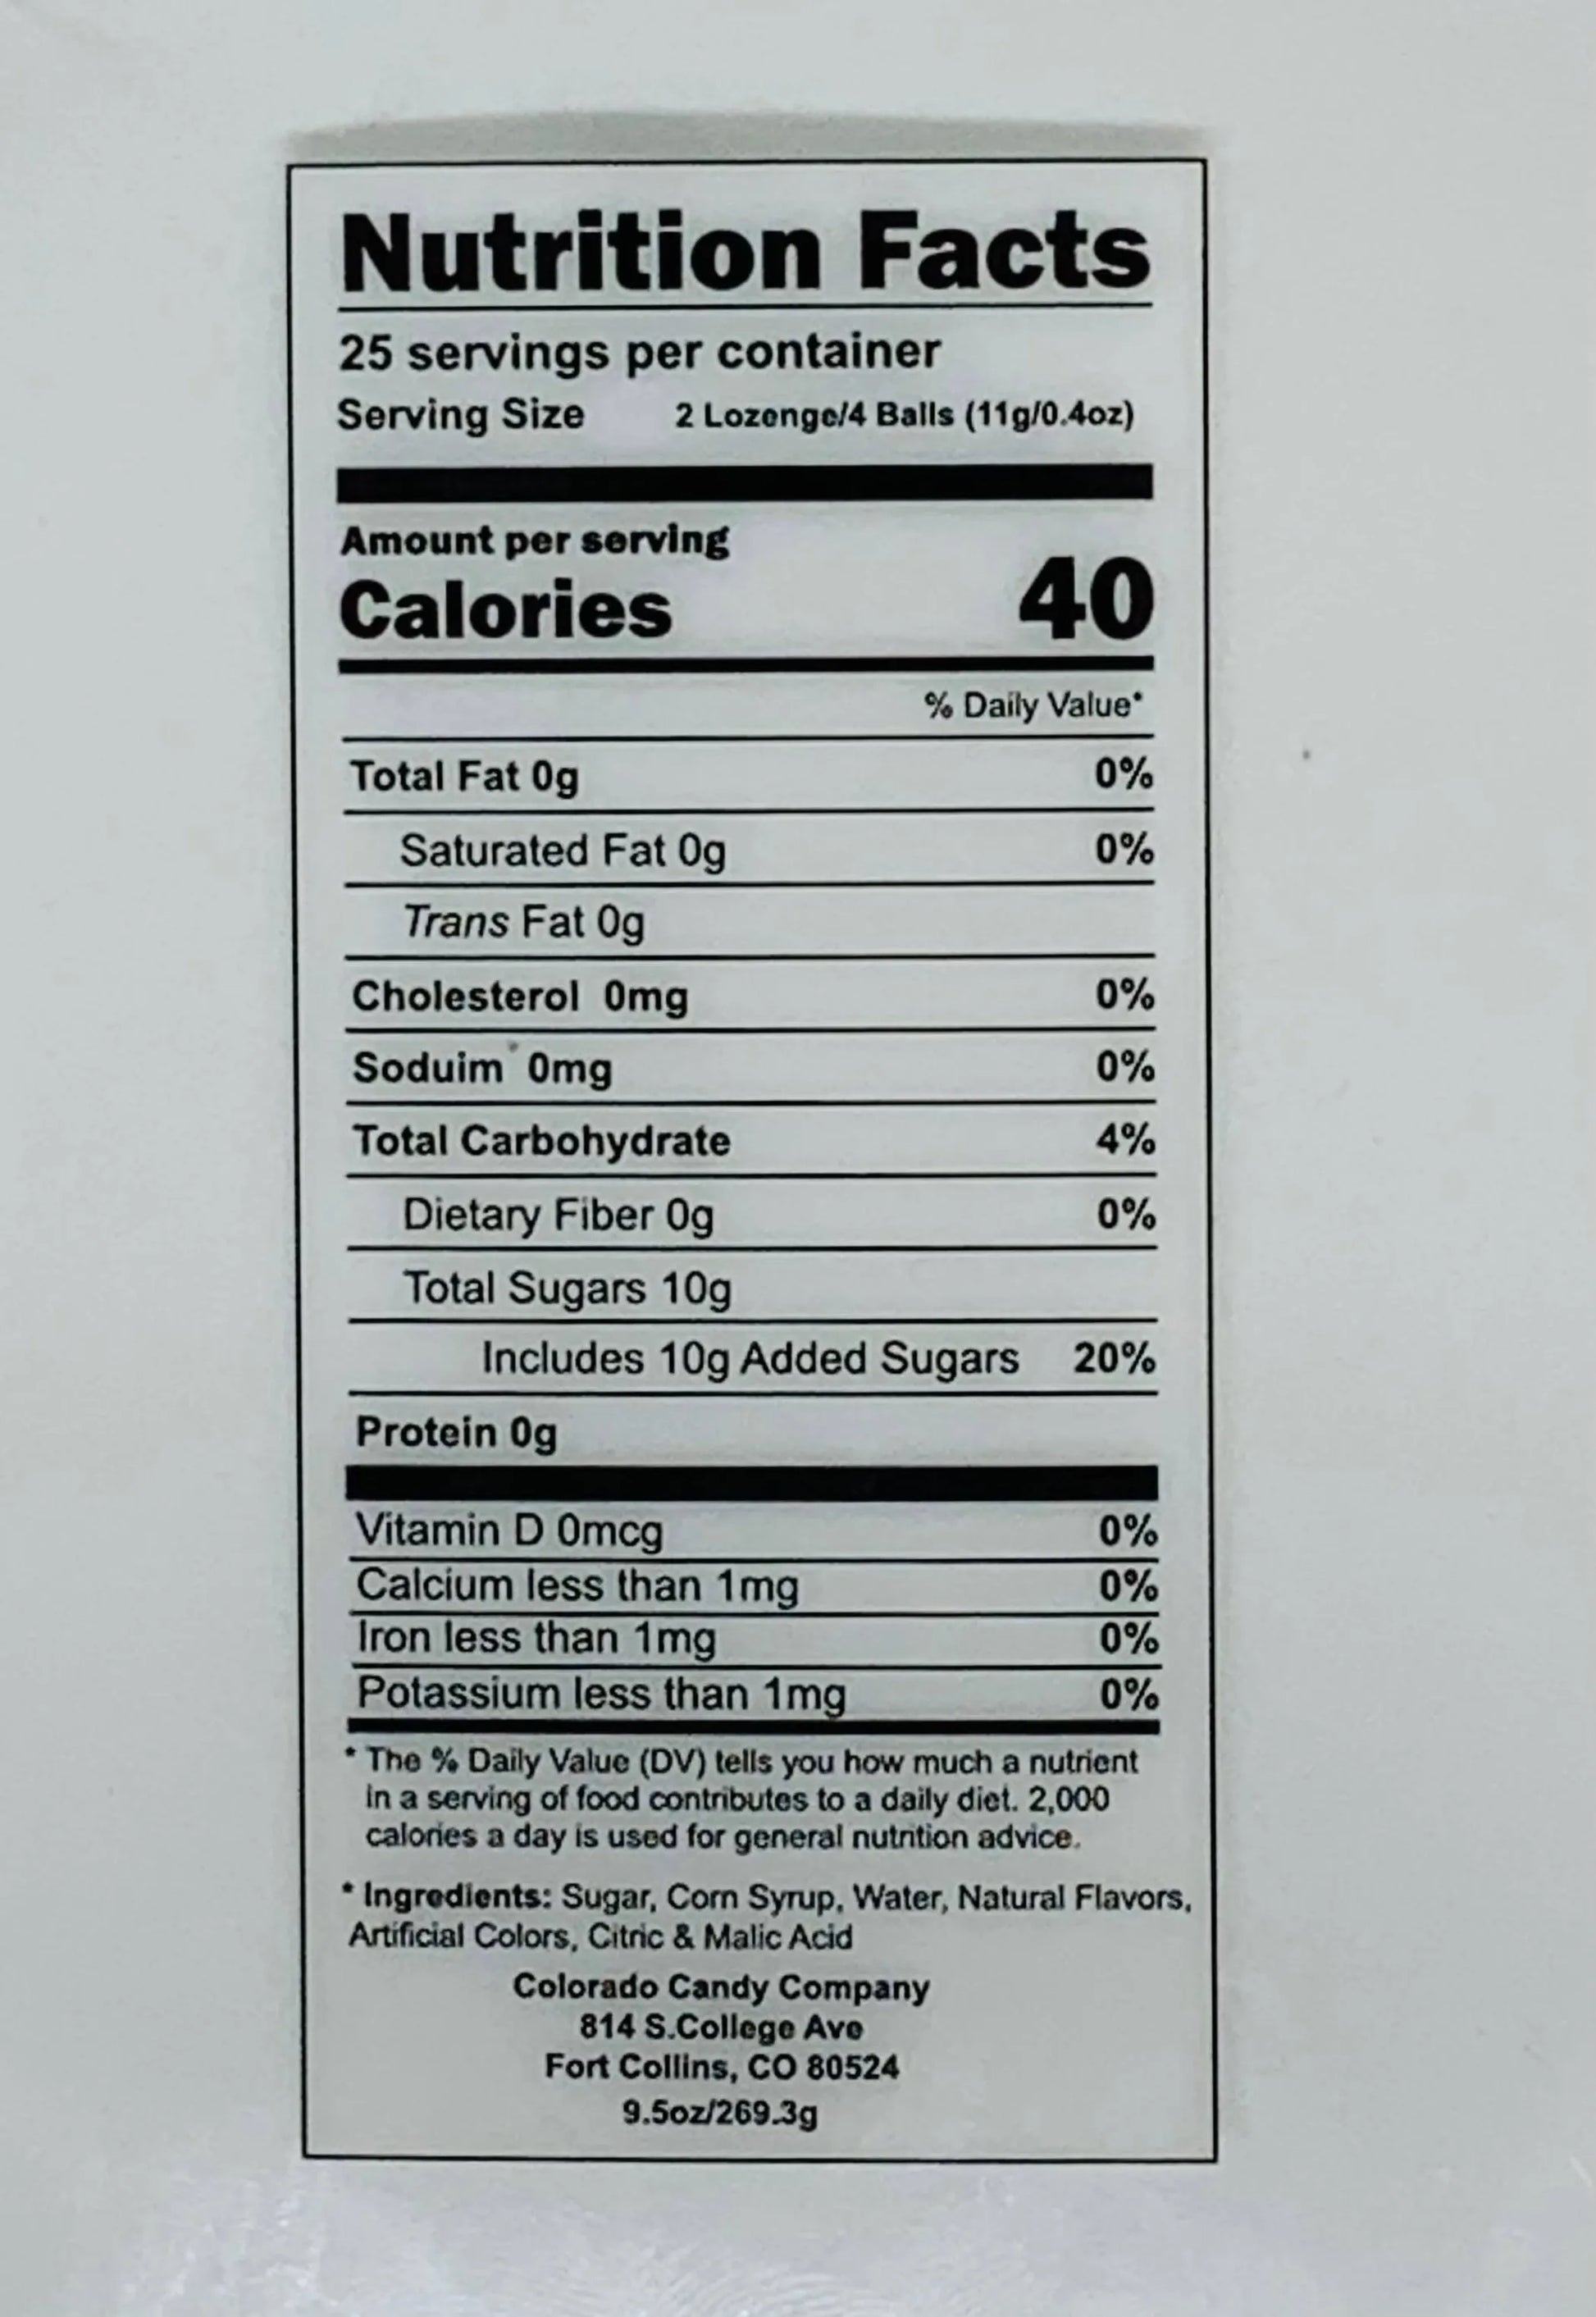 Nutrition Facts
25 servings per container
Serving Size 2 Lozenge/4 Balls (11g/0.4oz)
Amount per serving
Calories 40
% Daily Value*
Total Fat 0g 0%
Saturated Fat 0g 0%
Trans Fat 0g
Cholesterol 0mg 0%
Soduim 0mg 0%
Total Carbohydrate 4%
Dietary Fiber 0g 0%
Total Sugars 10g
Includes 10g Added Sugars 20%
Protein 0g
Vitamin D 0mcg 0%
Calcium less than 1mg 0%
Iron less than 1mg 0%
Potassium less than 1mg 0%
* The % Daily Value (DV) tells you how much a nutrient
in a serving of food contributes to a daily diet. 2,000
calories a day is used for general nutrition advice.
* Ingredients: Sugar, Corn Syrup, Water, Natural Flavors,
Artificial Colors, Citric & Malic Acid
Colorado Candy Company
814 S.College Ave
Fort Collins, CO 80524
9.5oz/269.3g